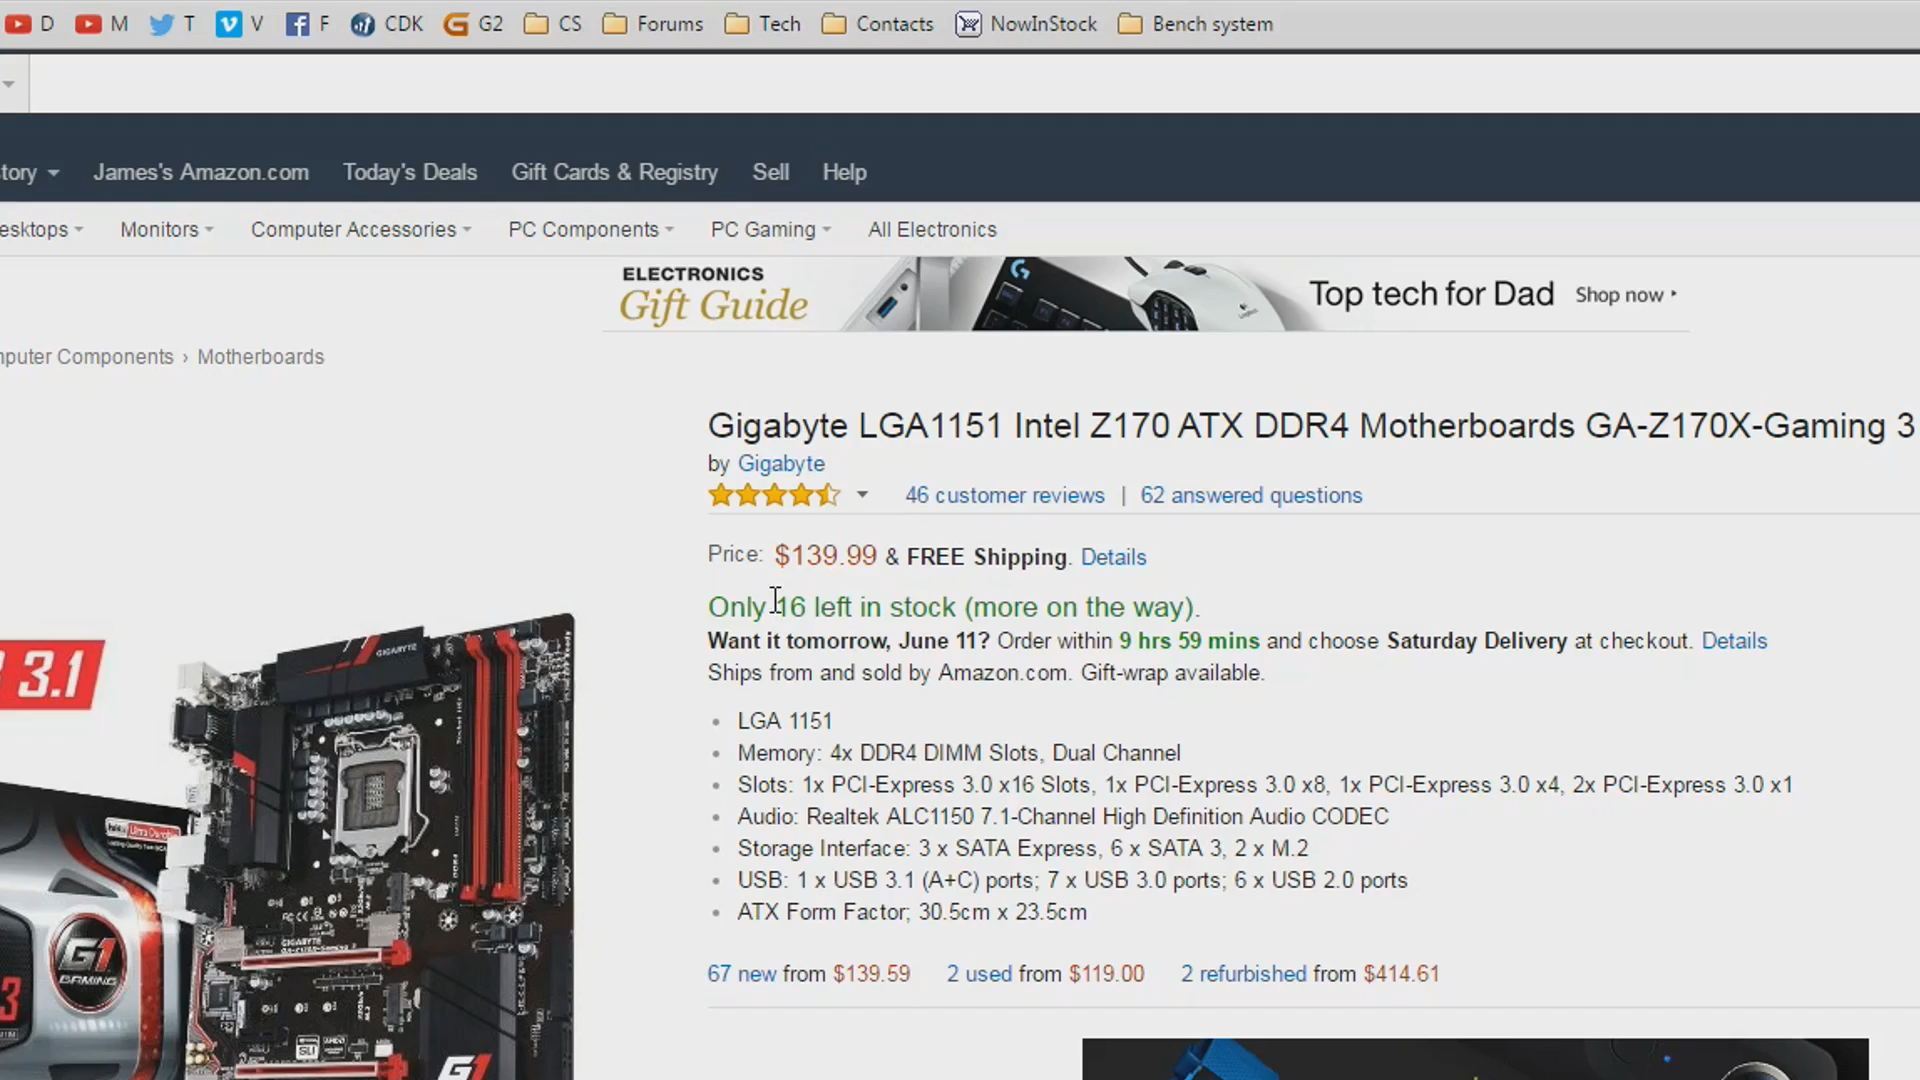 D M T V F CDK G2 CS Forums Tech Contacts NowInStock Bench system
tory James's Amazon.com Today's Deals Gift Cards & Registry Sell Help
esktops Monitors Computer Accessories PC Components PC Gaming All Electronics
ELECTRONICS
Gift Guide
Top tech for Dad Shop now
mputer Components › Motherboards
Gigabyte LGA1151 Intel Z170 ATX DDR4 Motherboards GA-Z170X-Gaming 3
by Gigabyte
46 customer reviews | 62 answered questions
Price: $139.99 & FREE Shipping. Details
Only 16 left in stock (more on the way).
Want it tomorrow, June 11? Order within 9 hrs 59 mins and choose Saturday Delivery at checkout. Details
Ships from and sold by Amazon.com. Gift-wrap available.
3.1
GIGABYTE
• LGA 1151
• Memory: 4x DDR4 DIMM Slots, Dual Channel
• Slots: 1x PCI-Express 3.0 x16 Slots, 1x PCI-Express 3.0 x8, 1x PCI-Express 3.0 x4, 2x PCI-Express 3.0 x1
• Audio: Realtek ALC1150 7.1-Channel High Definition Audio CODEC
• Storage Interface: 3 x SATA Express, 6 x SATA 3, 2 x M.2
• USB: 1 x USB 3.1 (A+C) ports; 7 x USB 3.0 ports; 6 x USB 2.0 ports
• ATX Form Factor; 30.5cm x 23.5cm
Ultra Durable
G1
GAMING
3
GIGABYTE
SLI
G1
67 new from $139.59 2 used from $119.00 2 refurbished from $414.61